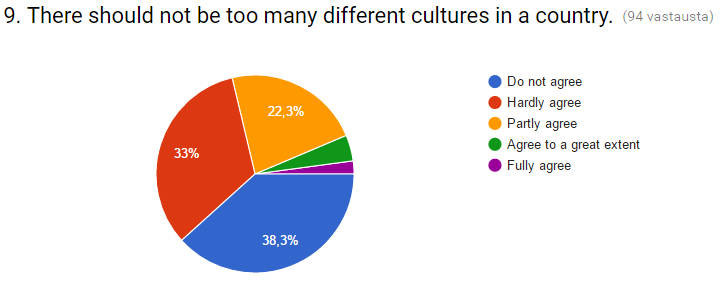 9. There should not be too many different cultures in a country. (94 vastausta)
Do not agree
Hardly agree
Partly agree
Agree to a great extent
Fully agree
22,3%
33%
38,3%